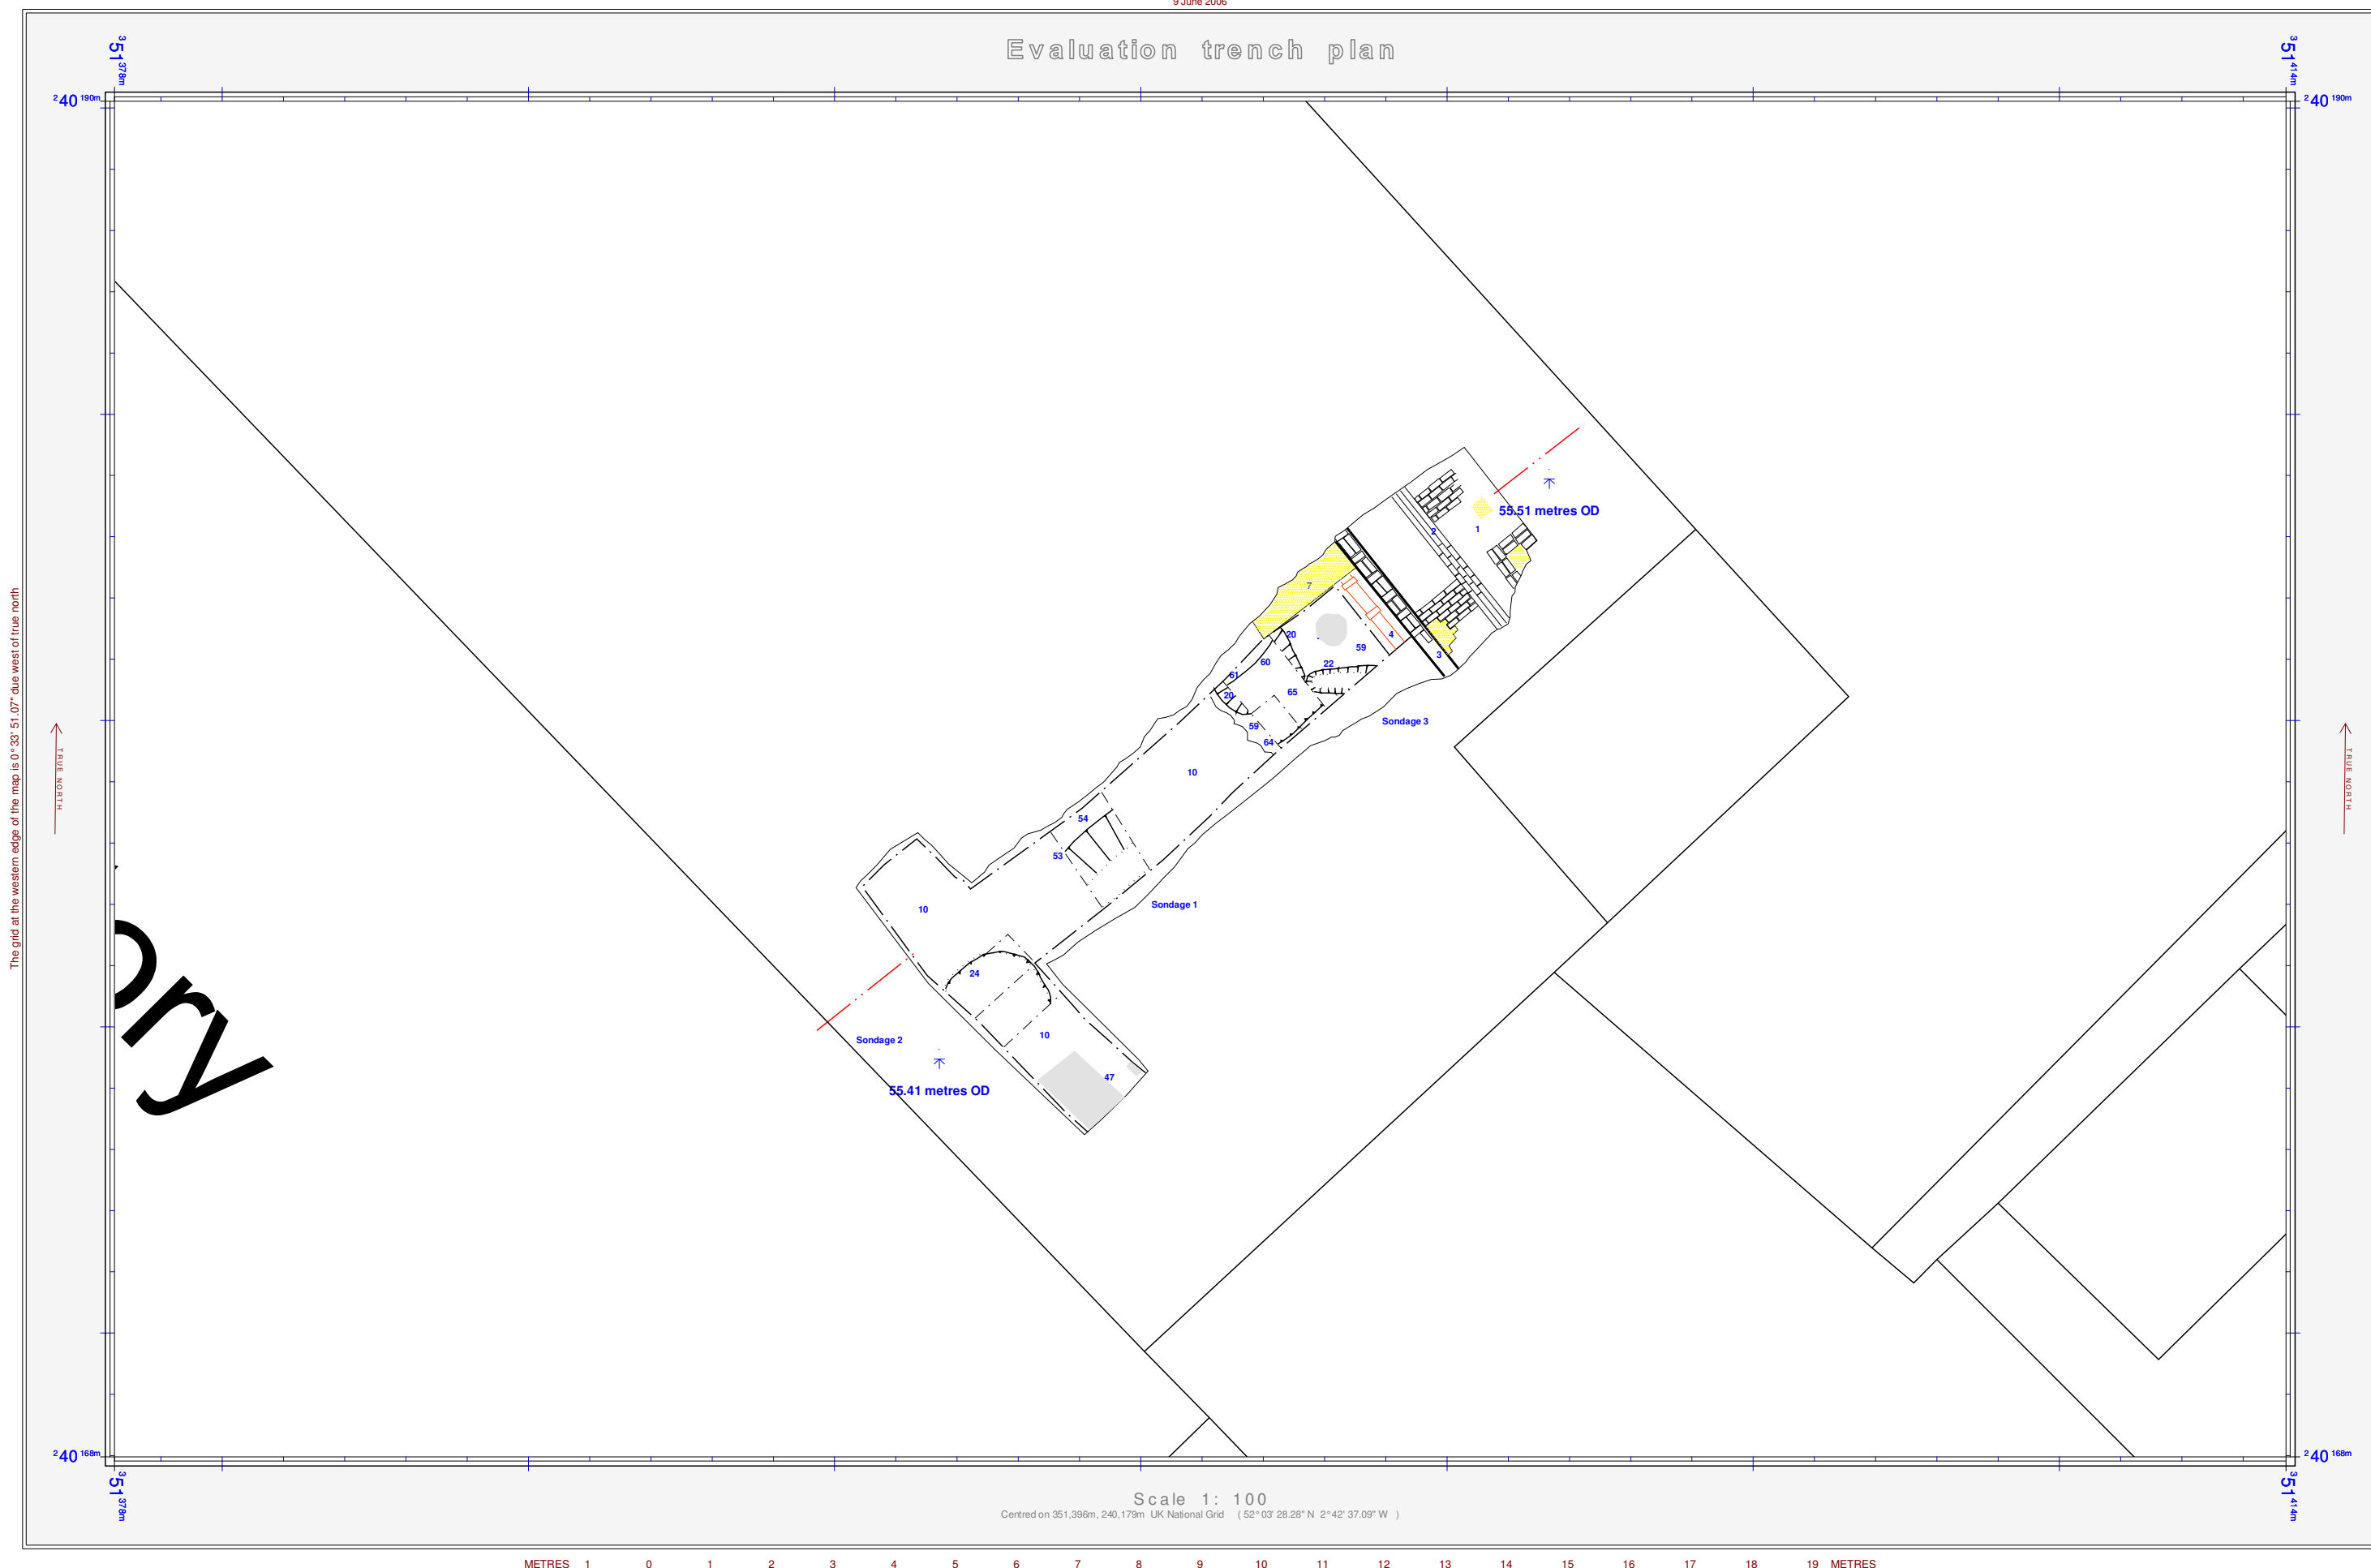 9 June 2006
Evaluation trench plan
³51³⁷⁸ᵐ
³51⁴¹⁴ᵐ
²40¹⁹⁰ᵐ
²40¹⁹⁰ᵐ
55.51 metres OD
1
2
7
20
4
59
3
60
22
61
20
65
59
64
Sondage 3
10
54
53
Sondage 1
10
24
10
Sondage 2
47
55.41 metres OD
ory
The grid at the western edge of the map is 0° 33' 51.07" due west of true north
TRUE NORTH
TRUE NORTH
²40¹⁶⁸ᵐ
²40¹⁶⁸ᵐ
³51³⁷⁸ᵐ
³51⁴¹⁴ᵐ
Scale 1: 100
Centred on 351,396m, 240,179m UK National Grid ( 52° 03' 28.28" N 2° 42' 37.09" W )
METRES 1 0 1 2 3 4 5 6 7 8 9 10 11 12 13 14 15 16 17 18 19 METRES